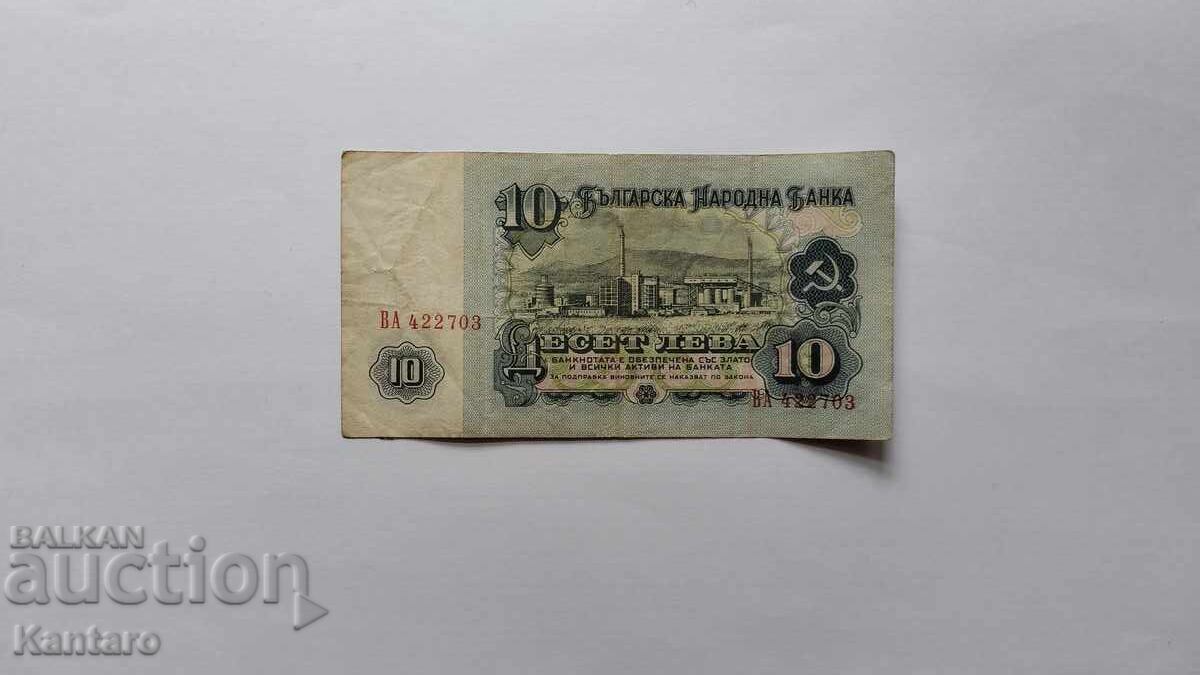 10 БЪЛГАРСКА НАРОДНА БАНКА
ВА 422703
ДЕСЕТ ЛЕВА
БАНКНОТАТА Е ОБЕЗПЕЧЕНА СЪС ЗЛАТО
И ВСИЧКИ АКТИВИ НА БАНКАТА
ЗА ПОДПРАВКА ВИНОВНИТЕ СЕ НАКАЗВАТ ПО ЗАКОНА
10
10
ВА 422703
BALKAN
auction
Kantaro